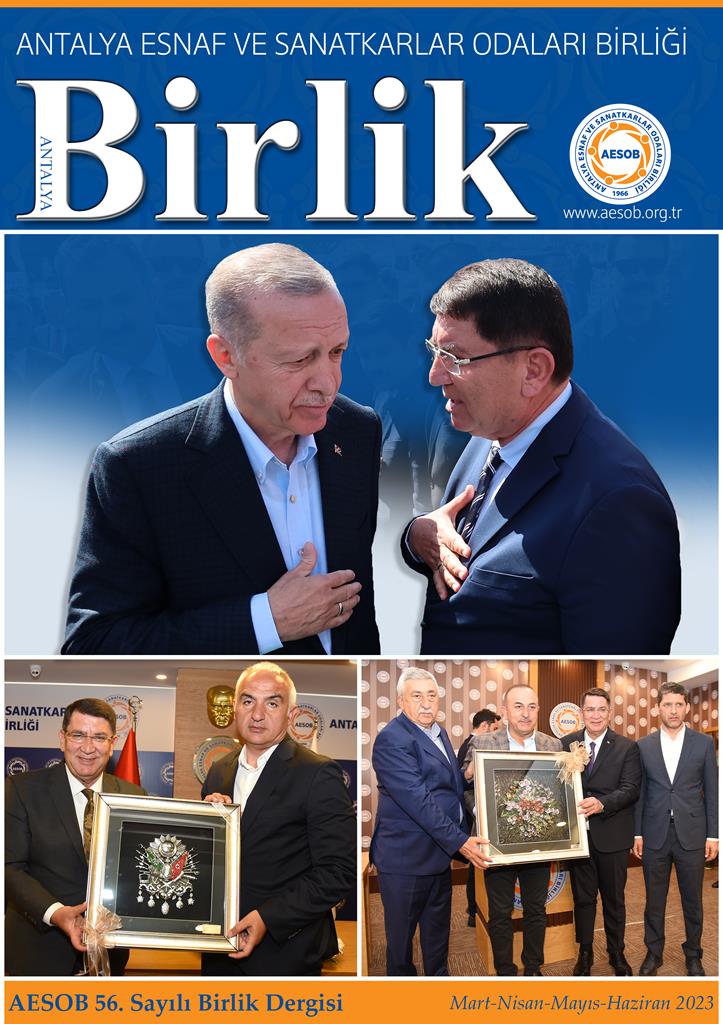 ANTALYA ESNAF VE SANATKARLAR ODALARI BİRLİĞİ
ANTALYA
Birlik
ANTALYA ESNAF VE SANATKARLAR ODALARI BİRLİĞİ
AESOB
1966
www.aesob.org.tr
SANATKAR
İRLİĞİ
AESOB
ANTA
AESOB 56. Sayılı Birlik Dergisi
Mart-Nisan-Mayıs-Haziran 2023